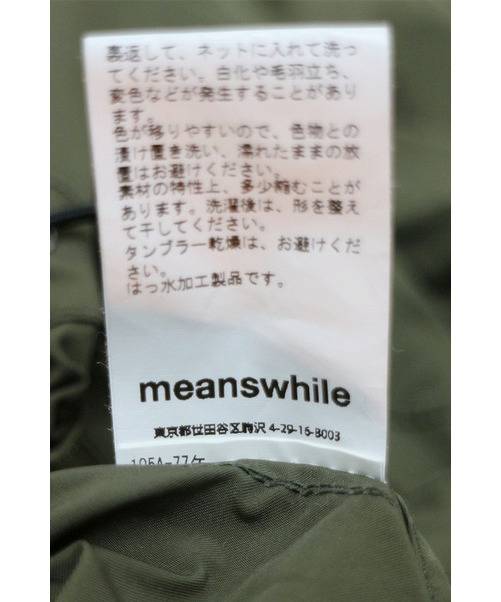 裏返して、ネットに入れて洗っ
てください。白化や毛羽立ち、
変色などが発生することがあり
ます。
色が移りやすいので、色物との
漬け置き洗い、濡れたままの放
置はお避けください。
素材の特性上、多少縮むことが
あります。洗濯後は、形を整え
て干してください。
タンブラー乾燥は、お避けくだ
さい。
はっ水加工製品です。
meanswhile
東京都世田谷区駒沢 4-29-16-B003